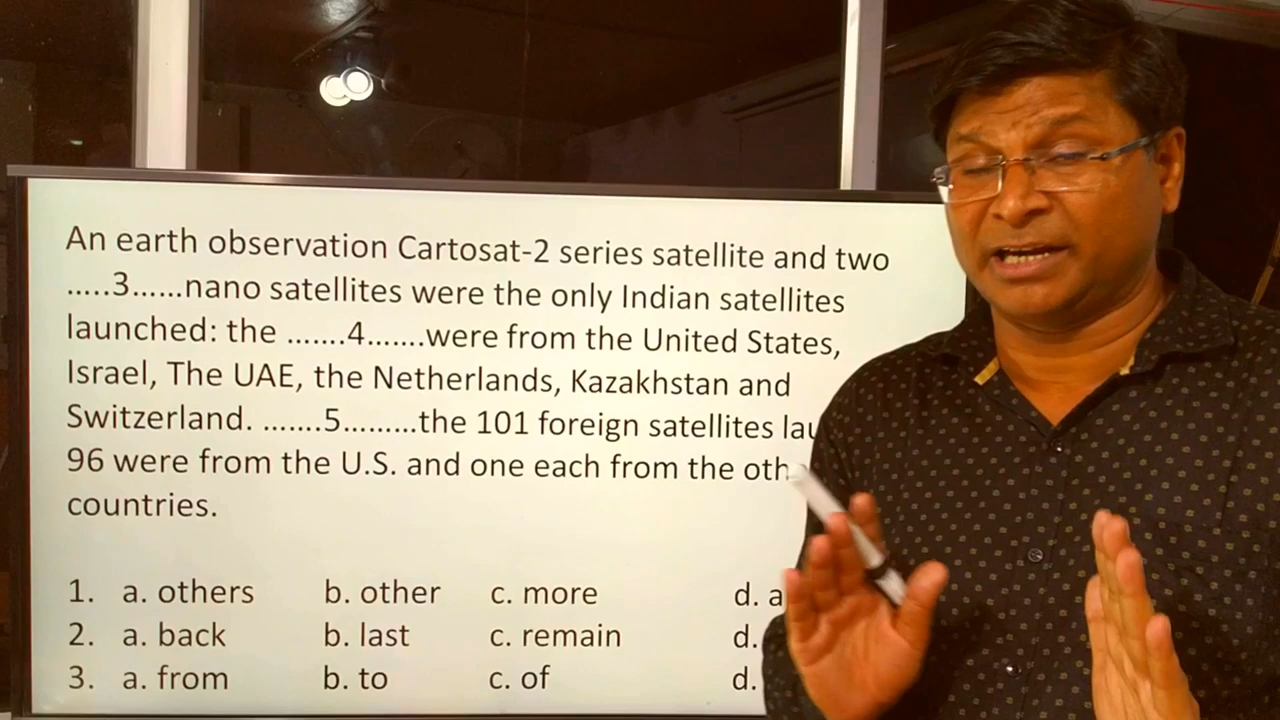 An earth observation Cartosat-2 series satellite and two
.....3......nano satellites were the only Indian satellites
launched: the .......4.......were from the United States,
Israel, The UAE, the Netherlands, Kazakhstan and
Switzerland. .......5.........the 101 foreign satellites
96 were from the U.S. and one each from the
countries.
1. a. others b. other c. more d.
2. a. back b. last c. remain d.
3. a. from b. to c. of d.